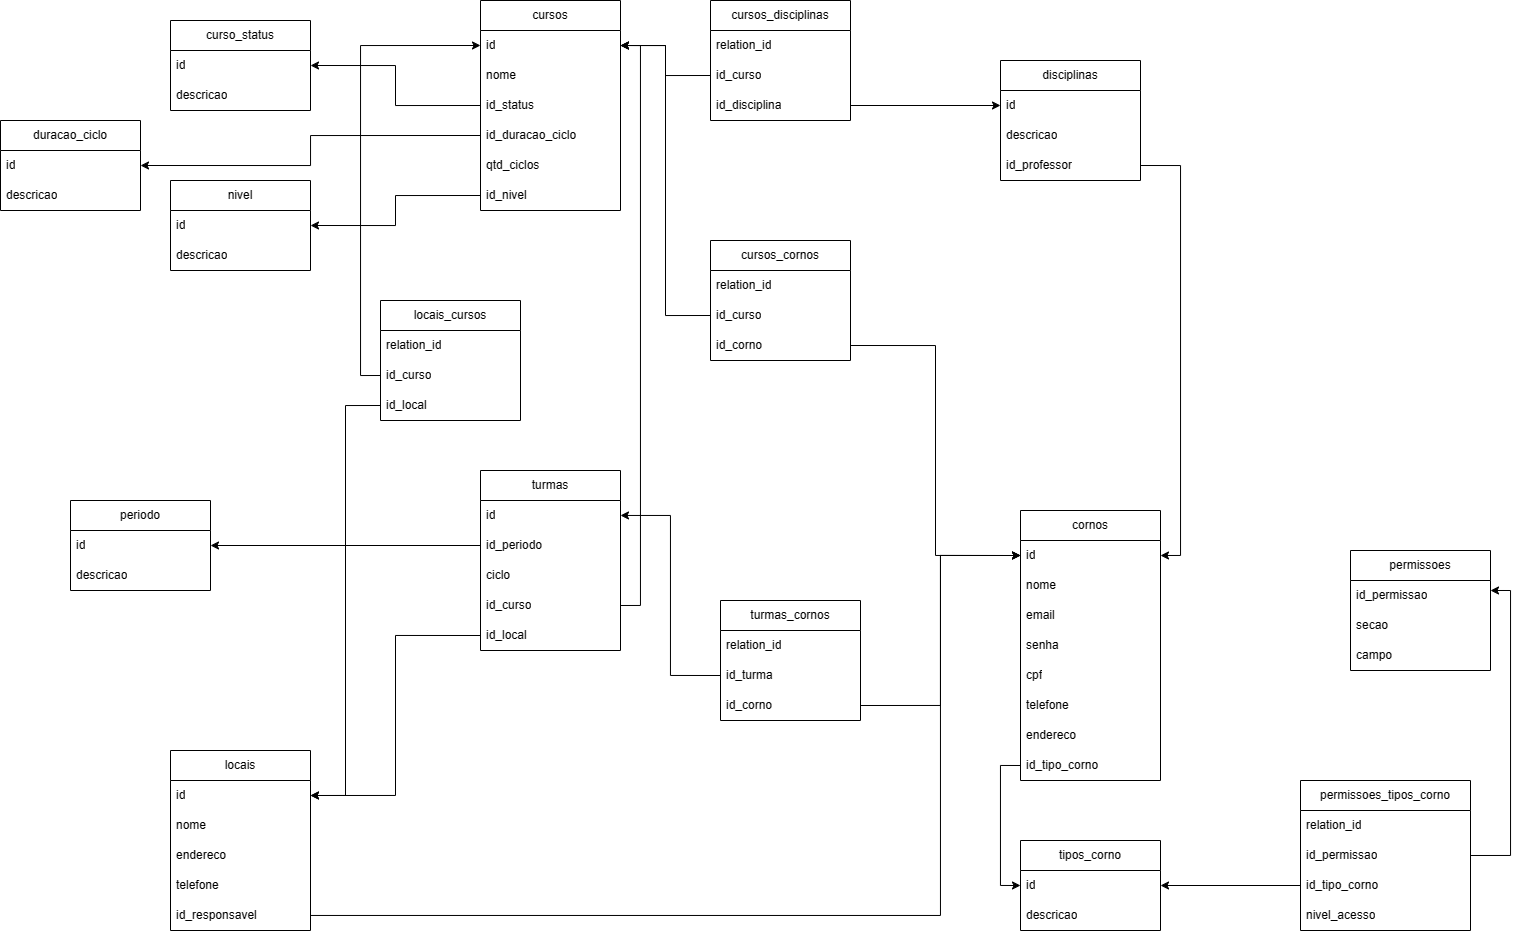 cursos
id
nome
id_status
id_duracao_ciclo
qtd_ciclos
id_nivel
cursos_disciplinas
relation_id
id_curso
id_disciplina
curso_status
id
descricao
disciplinas
id
descricao
id_professor
duracao_ciclo
id
descricao
nivel
id
descricao
cursos_cornos
relation_id
id_curso
id_corno
locais_cursos
relation_id
id_curso
id_local
turmas
id
id_periodo
ciclo
id_curso
id_local
periodo
id
descricao
cornos
id
nome
email
senha
cpf
telefone
endereco
id_tipo_corno
permissoes
id_permissao
secao
campo
turmas_cornos
relation_id
id_turma
id_corno
locais
id
nome
endereco
telefone
id_responsavel
permissoes_tipos_corno
relation_id
id_permissao
id_tipo_corno
nivel_acesso
tipos_corno
id
descricao